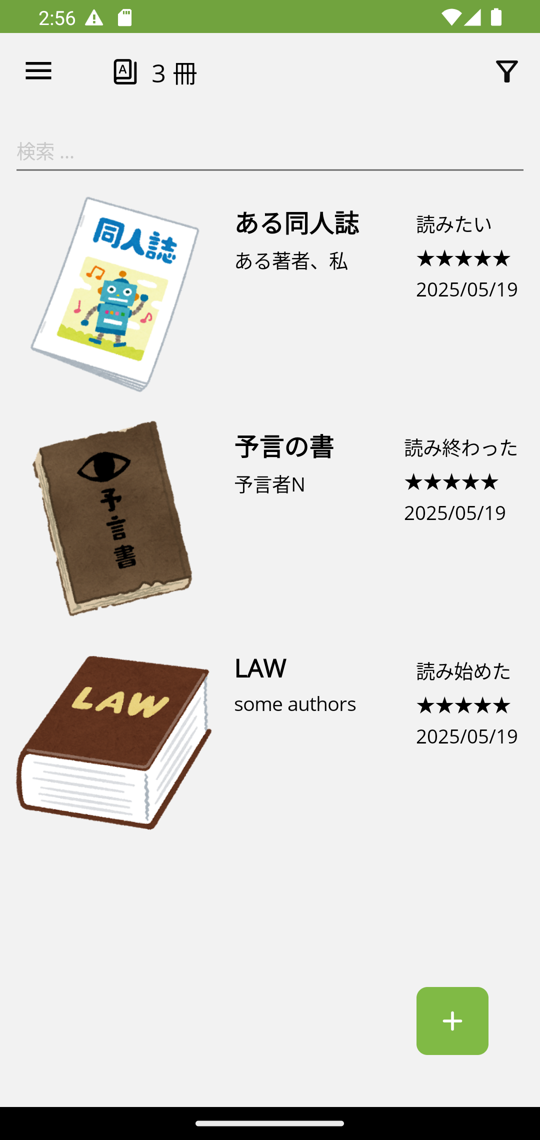 2:56
3 冊
検索 ...
同人誌
ある同人誌
ある著者、私
読みたい
★★★★★
2025/05/19
予言書
予言の書
予言者N
読み終わった
★★★★★
2025/05/19
LAW
LAW
some authors
読み始めた
★★★★★
2025/05/19